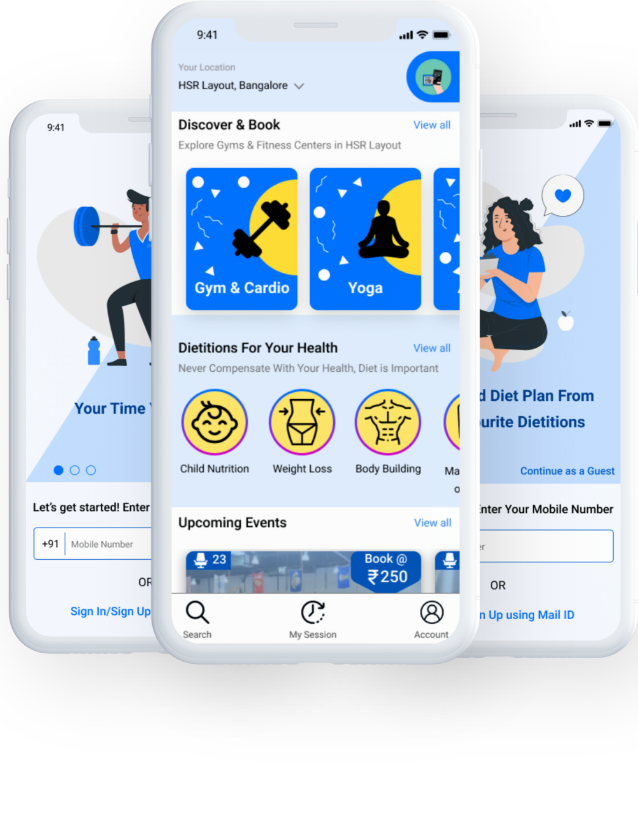 9:41
Your Location
HSR Layout, Bangalore
Discover & Book
View all
Explore Gyms & Fitness Centers in HSR Layout
Gym & Cardio
Yoga
Dietitions For Your Health
View all
Never Compensate With Your Health, Diet is Important
Child Nutrition
Weight Loss
Body Building
Ma
o
Upcoming Events
View all
23
Book @
₹250
Search
My Session
Account
9:41
Your Time
Let's get started! Enter
+91
Mobile Number
OR
Sign In/Sign Up
d Diet Plan From
urite Dietitions
Continue as a Guest
Enter Your Mobile Number
er
OR
n Up using Mail ID